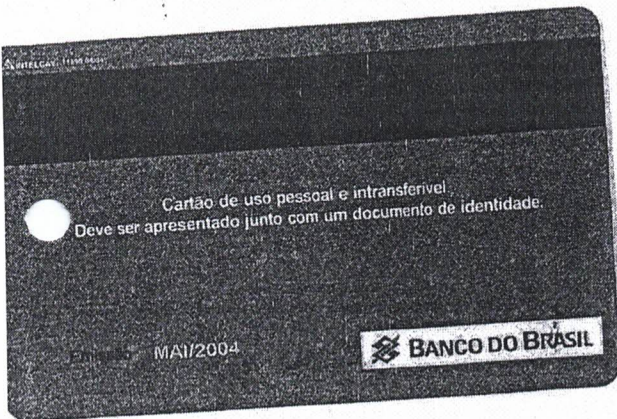 INTELCAV
Cartão de uso pessoal e intransferível
Deve ser apresentado junto com um documento de identidade.
MAI/2004
BANCO DO BRASIL